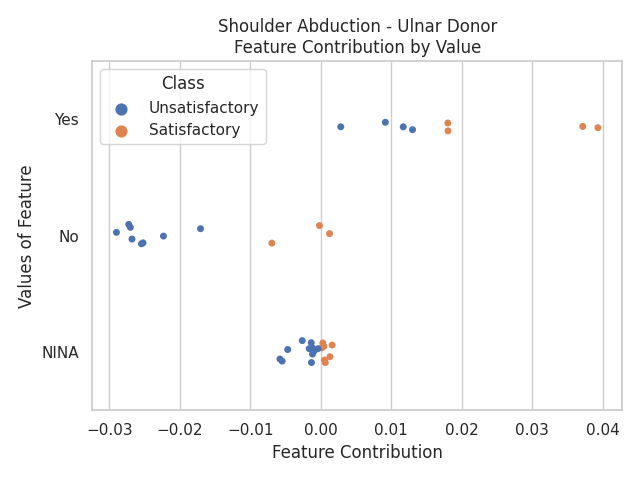 Shoulder Abduction - Ulnar Donor
Feature Contribution by Value
Class
Unsatisfactory
Satisfactory
Values of Feature
Yes
No
NINA
−0.03 −0.02 −0.01 0.00 0.01 0.02 0.03 0.04
Feature Contribution